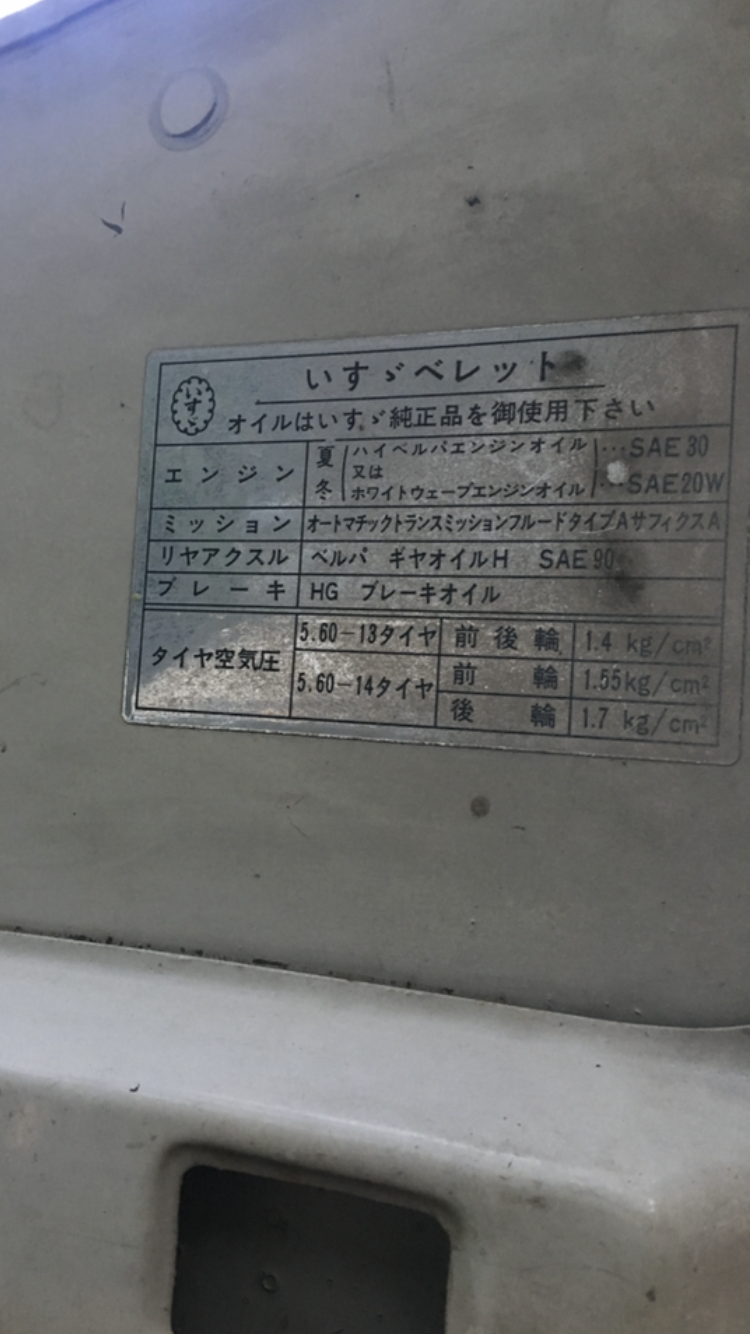 いすゞ
いすゞベレット
オイルはいすゞ純正品を御使用下さい
エンジン 夏 ハイベルパエンジンオイル …SAE30
又は
冬 ホワイトウェーブエンジンオイル …SAE20W
ミッション オートマチックトランスミッションフルードタイプAサフィクスA
リヤアクスル ベルパ ギヤオイルH SAE90
ブレーキ HG ブレーキオイル
タイヤ空気圧 5.60-13タイヤ 前後輪 1.4 kg/cm²
5.60-14タイヤ 前輪 1.55kg/cm²
後輪 1.7 kg/cm²